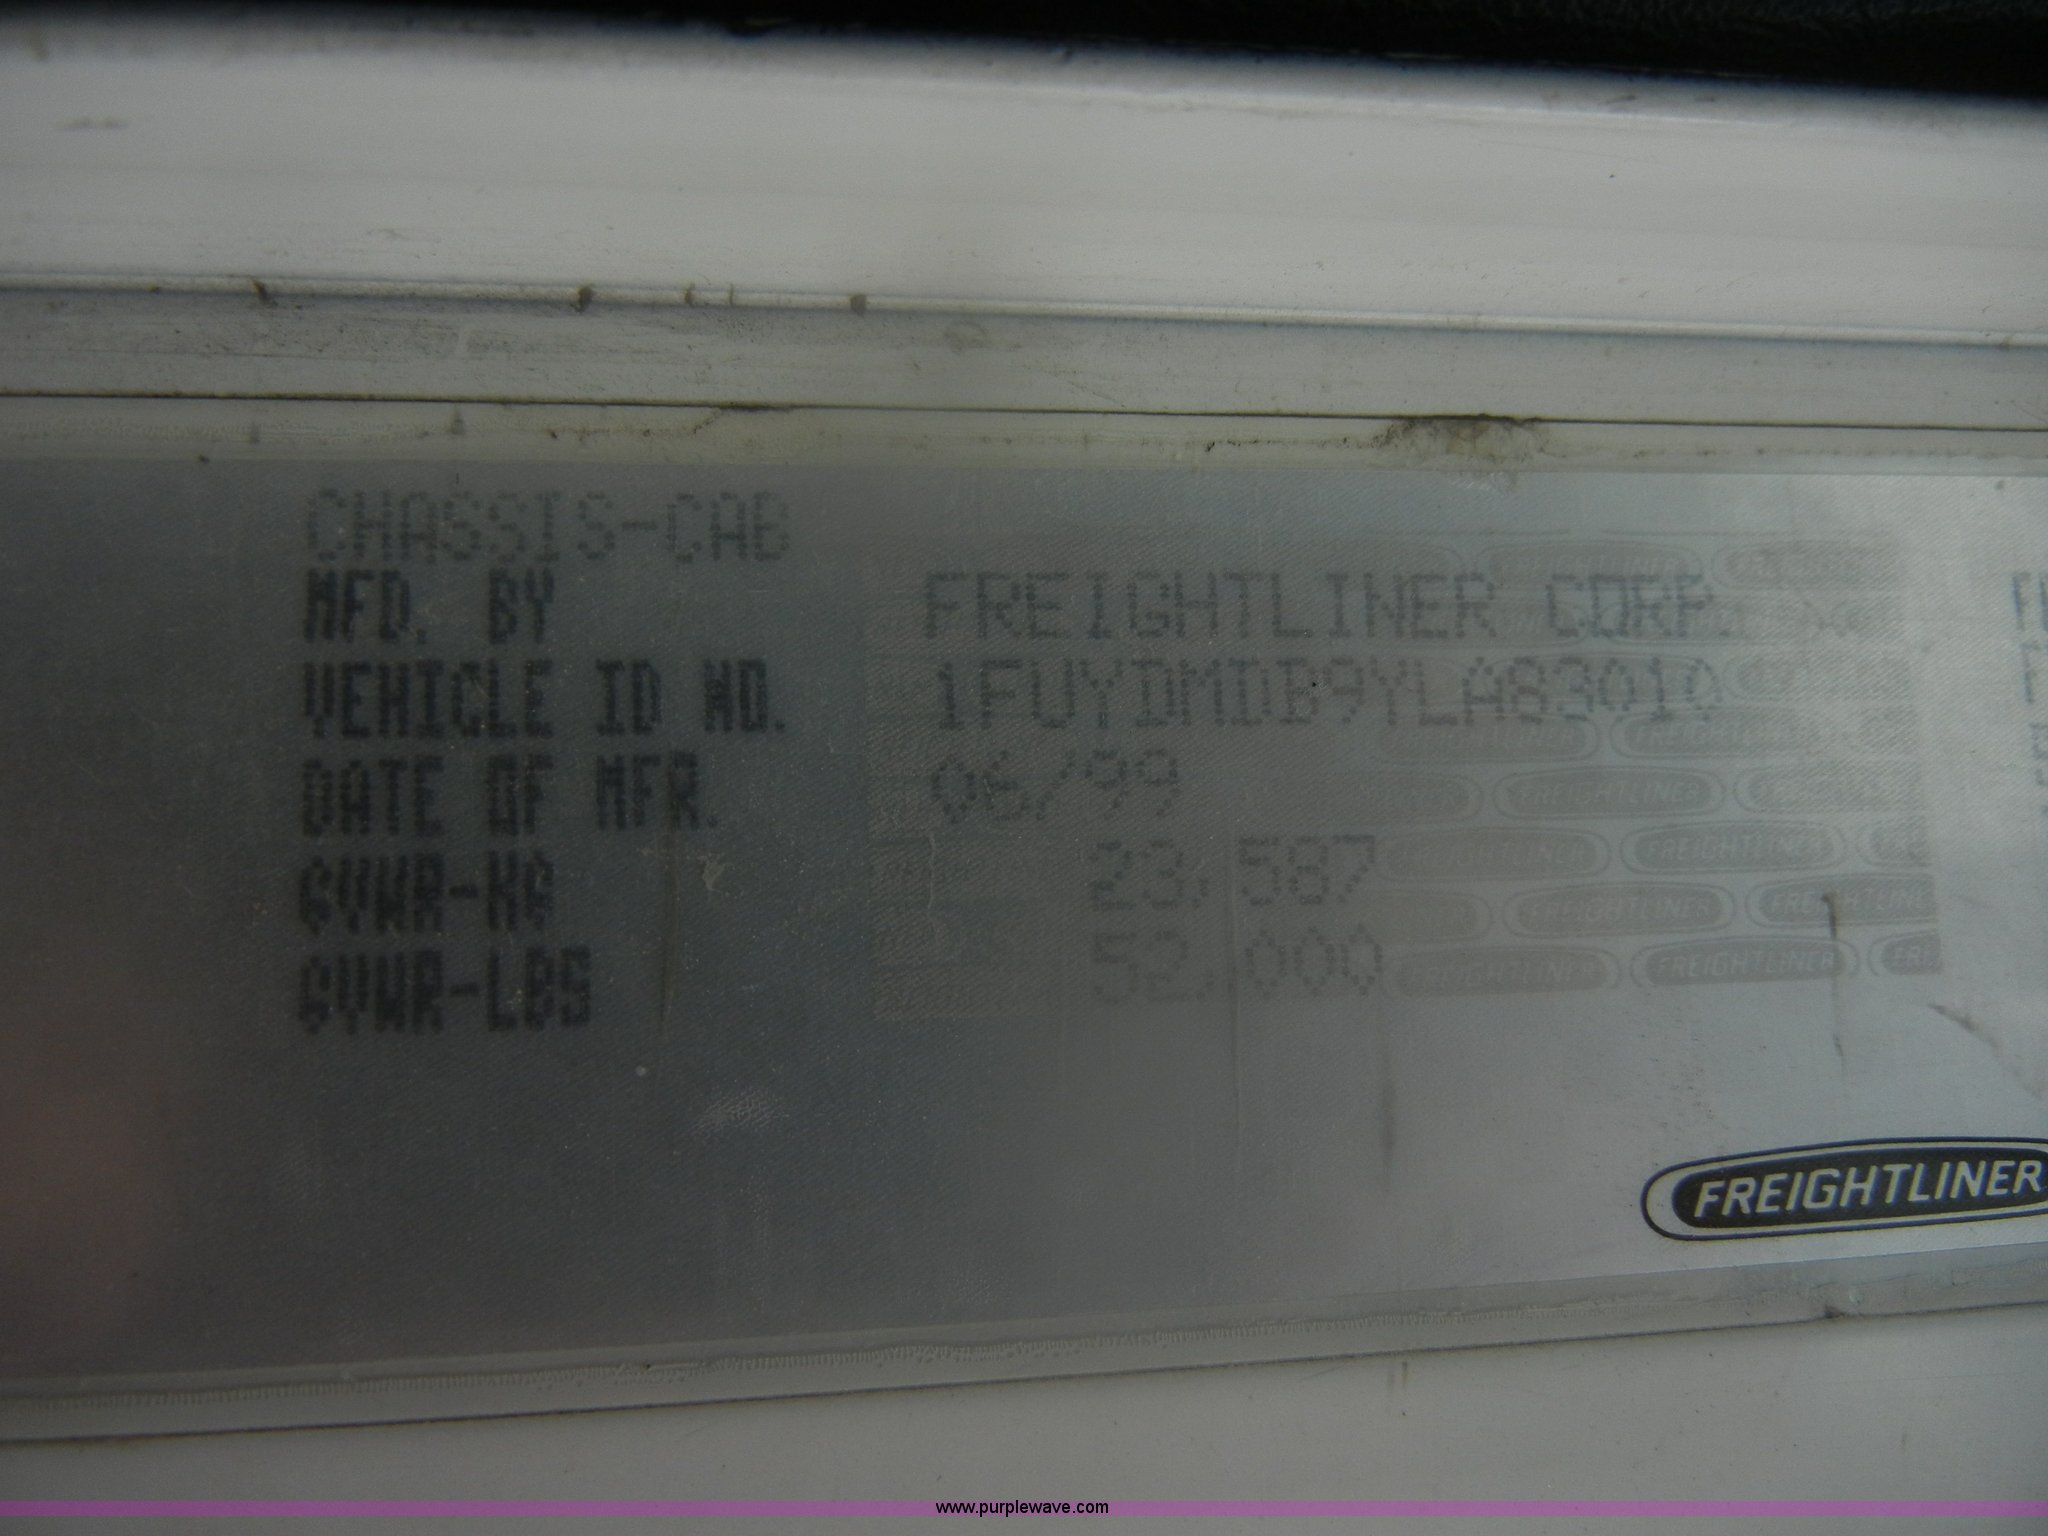 CHASSIS-CAB
MFD. BY FREIGHTLINER CORP.
VEHICLE ID NO. 1FUYDMDB9YLA83010
DATE OF MFR. 06/99
GVWR-KG 23,587
GVWR-LBS 52,000
FREIGHTLINER
www.purplewave.com